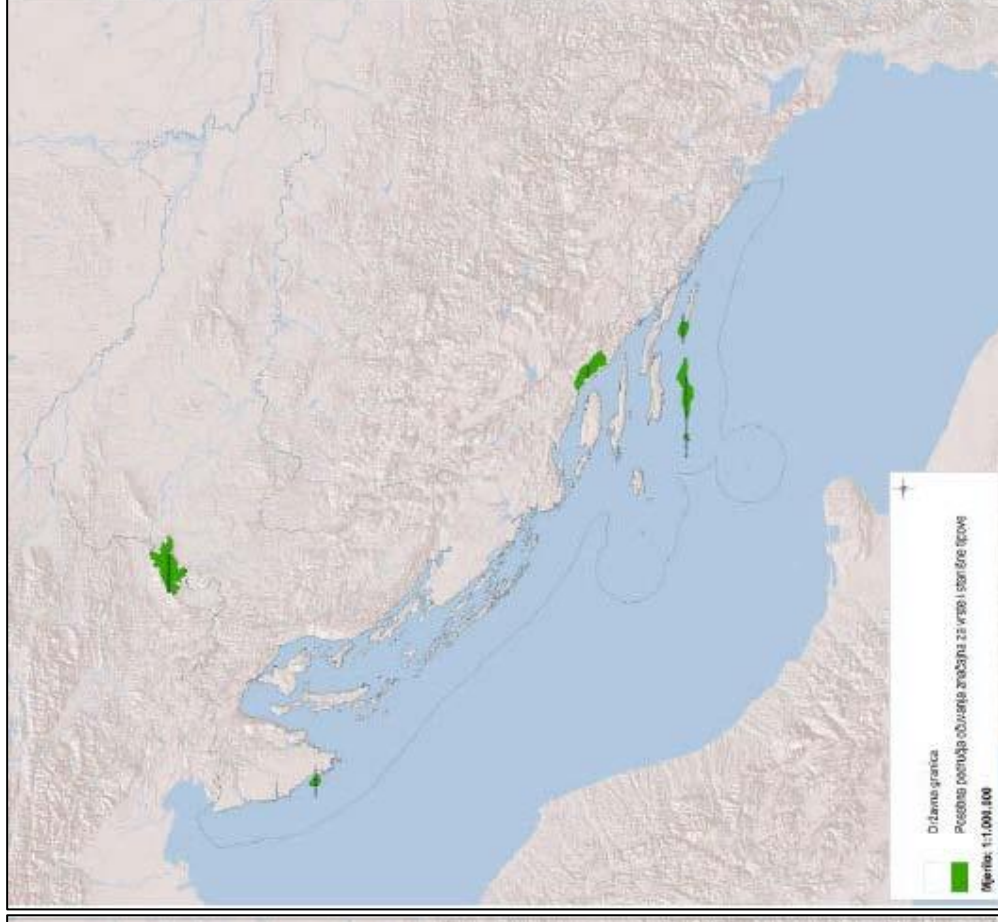 Državna granica
Posebna područja očuvanja značajna za vrste i stanišne tipove
Mjerilo: 1:1.000.000